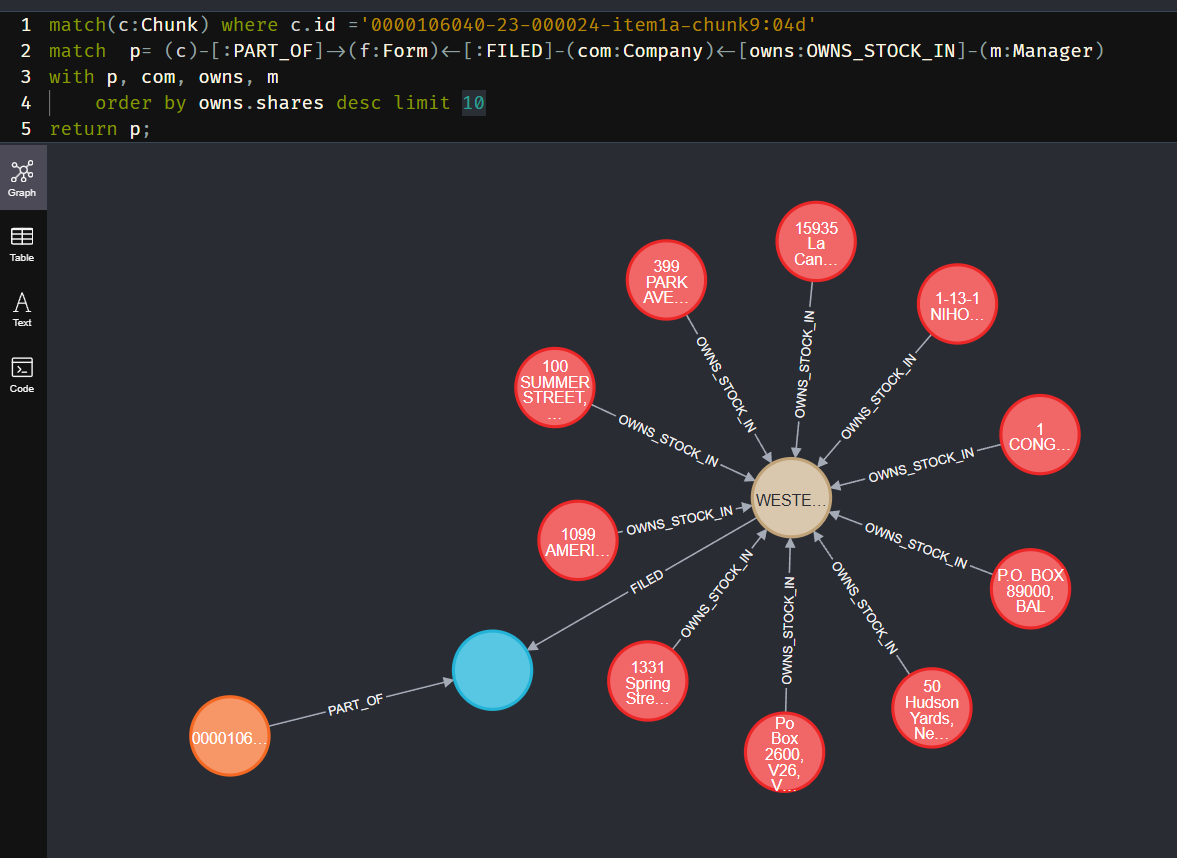 1 match(c:Chunk) where c.id ='0000106040-23-000024-item1a-chunk9:04d'
2 match p= (c)-[:PART_OF]→(f:Form)←[:FILED]-(com:Company)←[owns:OWNS_STOCK_IN]-(m:Manager)
3 with p, com, owns, m
4 order by owns.shares desc limit 10
5 return p;
Graph
Table
Text
Code
15935
La
Can...
399
PARK
AVE...
1-13-1
NIHO...
100
SUMMER
STREET,
...
1
CONG...
WESTE...
1099
AMERI...
P.O. BOX
89000,
BAL
1331
Spring
Stre...
50
Hudson
Yards,
Ne...
Po
Box
2600,
V26,
V...
0000106...
OWNS_STOCK_IN
OWNS_STOCK_IN
OWNS_STOCK_IN
OWNS_STOCK_IN
OWNS_STOCK_IN
OWNS_STOCK_IN
OWNS_STOCK_IN
OWNS_STOCK_IN
OWNS_STOCK_IN
OWNS_STOCK_IN
FILED
PART_OF